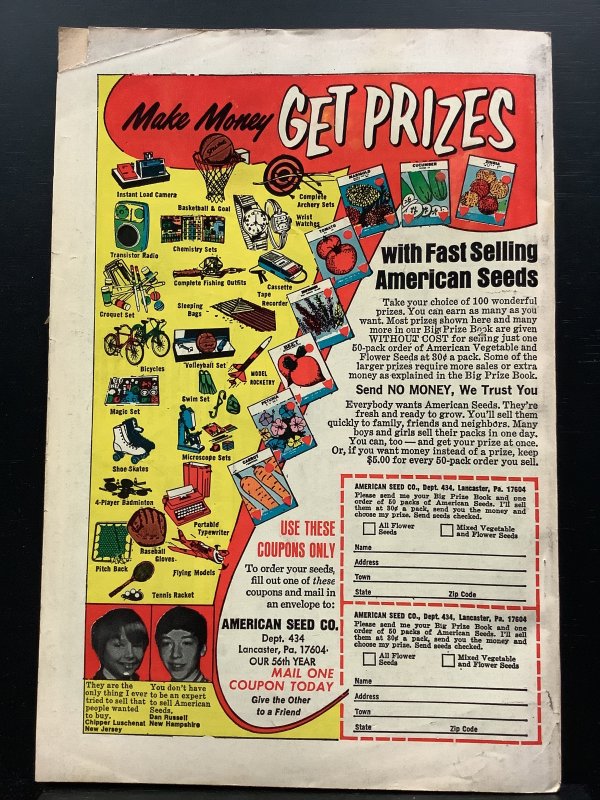 Make Money GET PRIZES
with Fast Selling
American Seeds
Take your choice of 100 wonderful
prizes. You can earn as many as you
want. Most prizes shown here and many
more in our Big Prize Book are given
WITHOUT COST for selling just one
50-pack order of American Vegetable and
Flower Seeds at 30¢ a pack. Some of the
larger prizes require more sales or extra
money as explained in the Big Prize Book.
Send NO MONEY, We Trust You
Everybody wants American Seeds. They're
fresh and ready to grow. You'll sell them
quickly to family, friends and neighbors. Many
boys and girls sell their packs in one day.
You can, too — and get your prize at once.
Or, if you want money instead of a prize, keep
$5.00 for every 50-pack order you sell.
Instant Load Camera
Basketball & Goal
Complete
Archery Sets
Wrist
Watches
Transistor Radio
Chemistry Sets
Complete Fishing Outfits
Cassette
Tape
Recorder
Croquet Set
Sleeping
Bags
Bicycles
Volleyball Set
MODEL
ROCKETRY
Magic Set
Swim Set
Shoe Skates
Microscope Sets
4-Player Badminton
Portable
Typewriter
Pitch Back
Baseball
Gloves
Flying Models
Tennis Racket
CUCUMBER
TOMATO
BEET
PETUNIA
CARROT
USE THESE
COUPONS ONLY
To order your seeds,
fill out one of these
coupons and mail in
an envelope to:
AMERICAN SEED CO.
Dept. 434
Lancaster, Pa. 17604
OUR 56th YEAR
MAIL ONE
COUPON TODAY
Give the Other
to a Friend
AMERICAN SEED CO., Dept. 434, Lancaster, Pa. 17604
Please send me your Big Prize Book and one
order of 50 packs of American Seeds. I'll sell
them at 30¢ a pack, send you the money and
choose my prize. Send seeds checked.
All Flower
Seeds
Mixed Vegetable
and Flower Seeds
Name
Address
Town
State Zip Code
AMERICAN SEED CO., Dept. 434, Lancaster, Pa. 17604
Please send me your Big Prize Book and one
order of 50 packs of American Seeds. I'll sell
them at 30¢ a pack, send you the money and
choose my prize. Send seeds checked.
All Flower
Seeds
Mixed Vegetable
and Flower Seeds
Name
Address
Town
State Zip Code
They are the
only thing I ever
tried to sell that
people wanted
to buy.
Chipper Luschenat
New Jersey
You don't have
to be an expert
to sell American
Seeds.
Dan Russell
New Hampshire